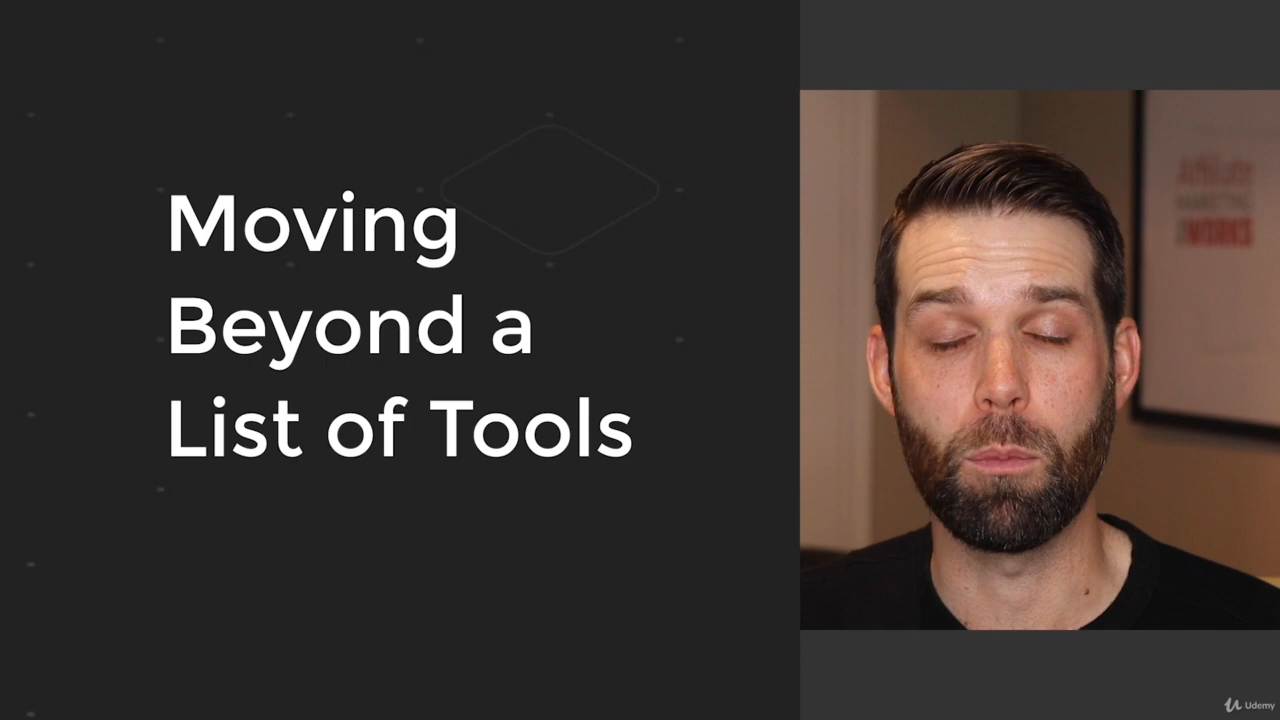 Moving
Beyond a
List of Tools
Affiliate
MARKETING
WORKS
Udemy